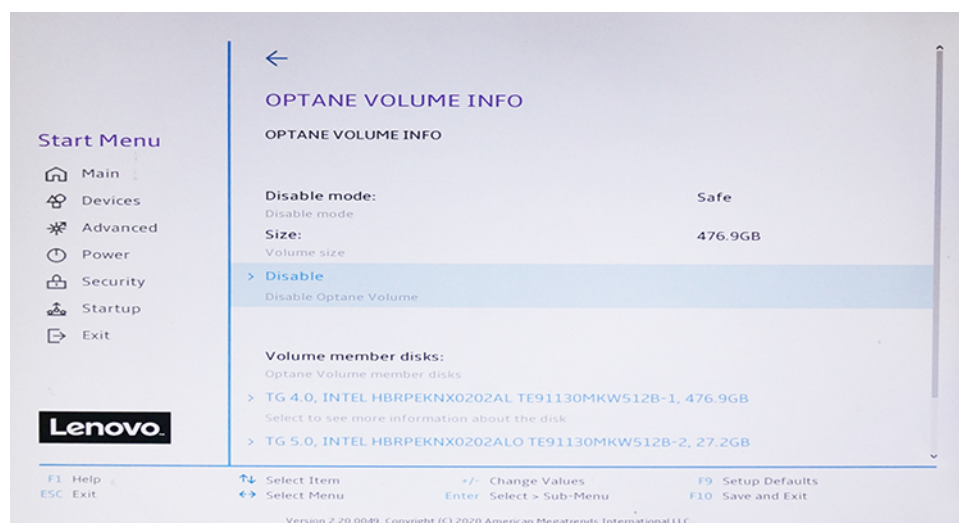 OPTANE VOLUME INFO
OPTANE VOLUME INFO
Start Menu
Main
Devices
Advanced
Power
Security
Startup
Exit
Lenovo
Disable mode: Safe
Disable mode
Size: 476.9GB
Volume size
> Disable
Disable Optane Volume
Volume member disks:
Optane Volume member disks
> TG 4.0, INTEL HBRPEKNX0202AL TE91130MKW512B-1, 476.9GB
Select to see more information about the disk
> TG 5.0, INTEL HBRPEKNX0202ALO TE91130MKW512B-2, 27.2GB
F1 Help ↑↓ Select Item +/- Change Values F9 Setup Defaults
ESC Exit ↔ Select Menu Enter Select > Sub-Menu F10 Save and Exit
Version 2.20.0049. Copyright (C) 2020 American Megatrends International LLC